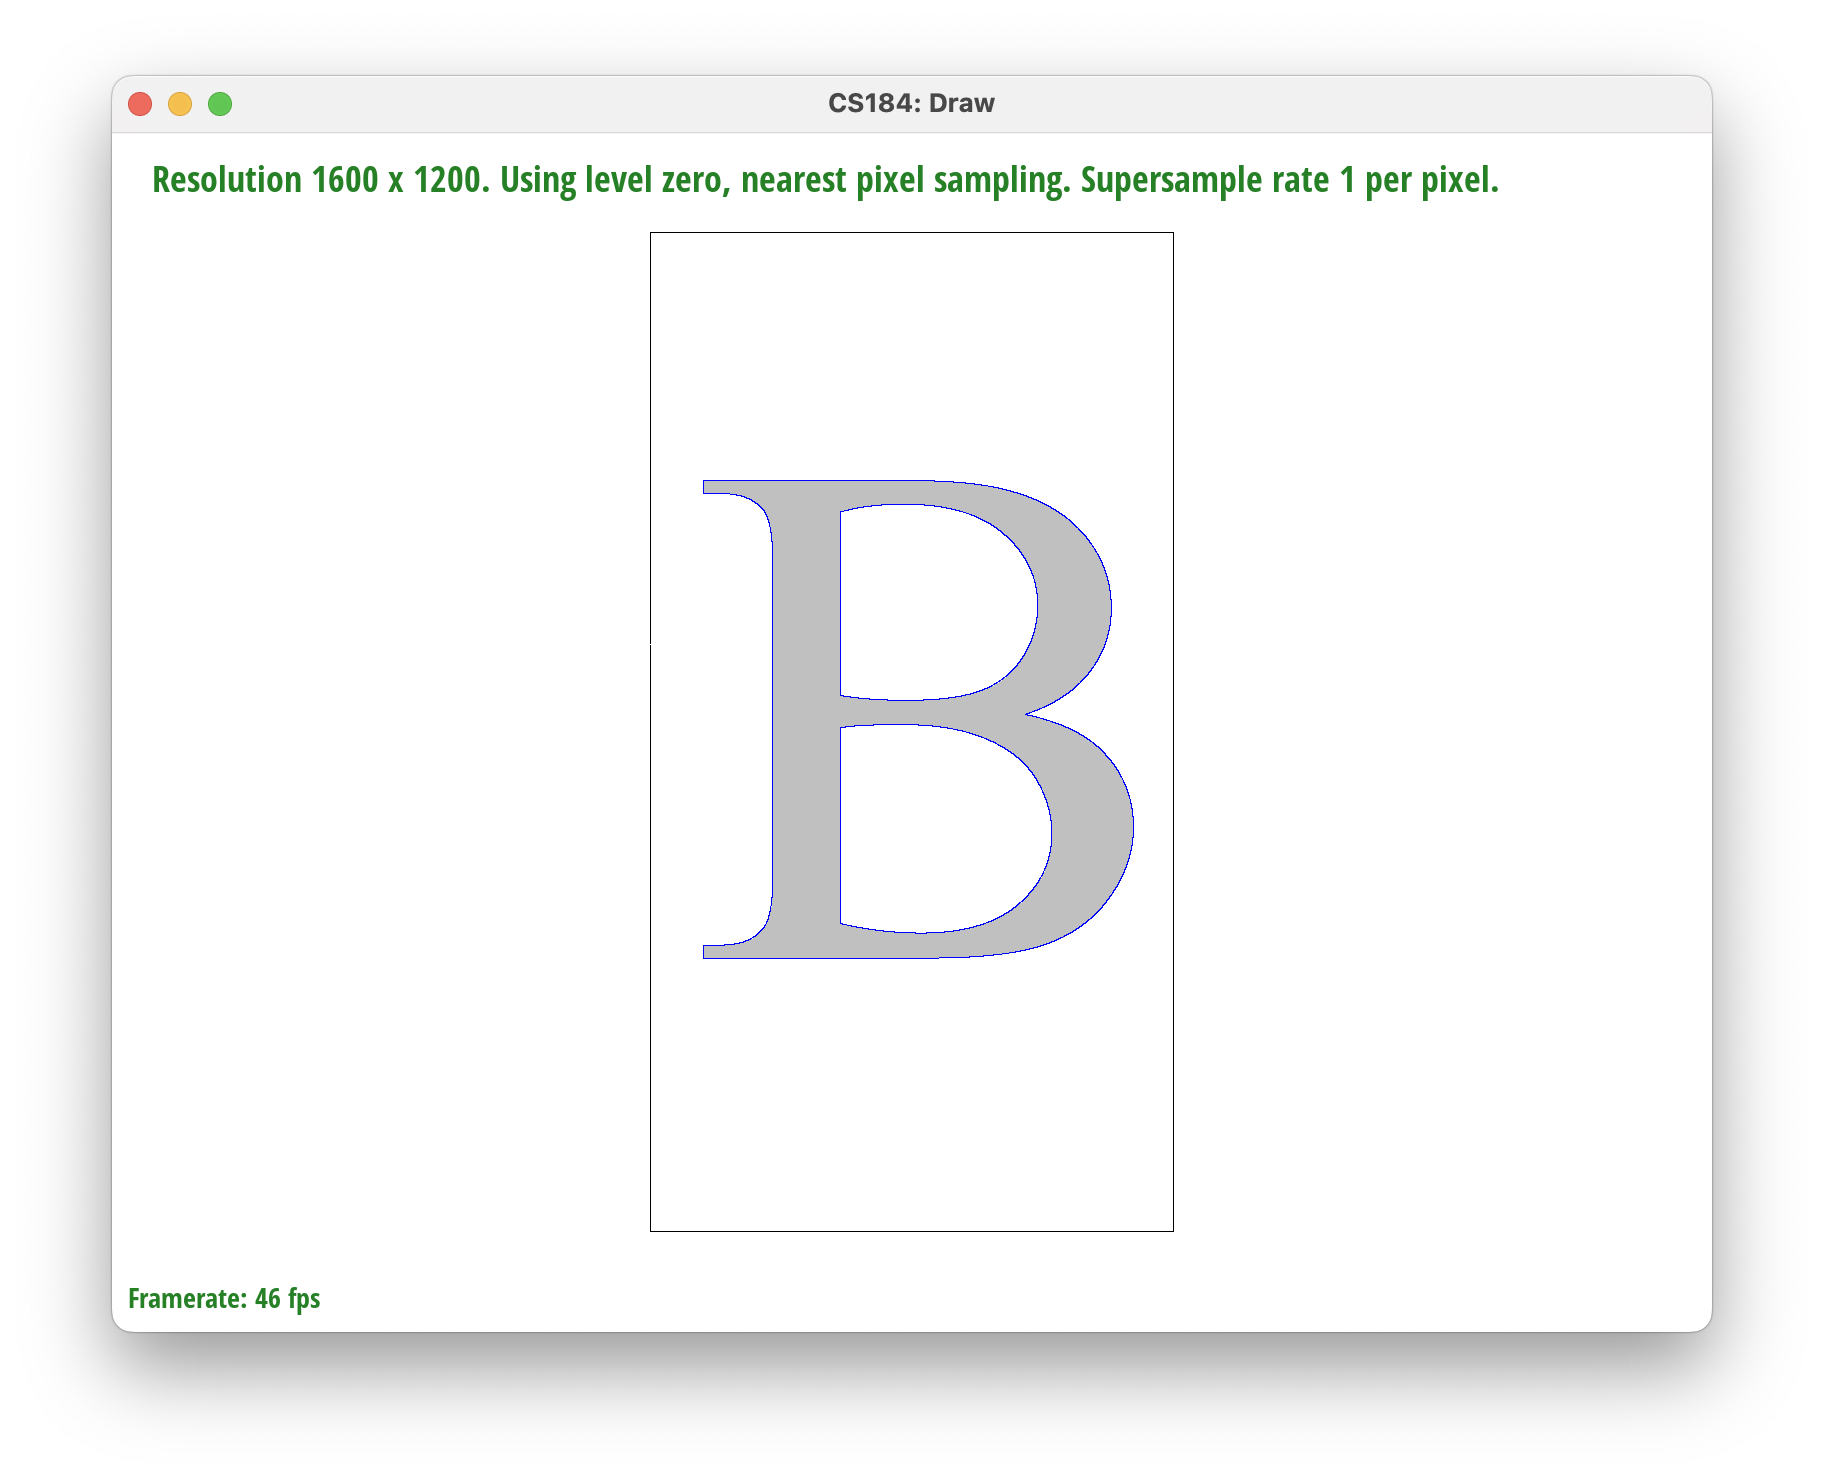 CS184: Draw
Resolution 1600 x 1200. Using level zero, nearest pixel sampling. Supersample rate 1 per pixel.
B
Framerate: 46 fps